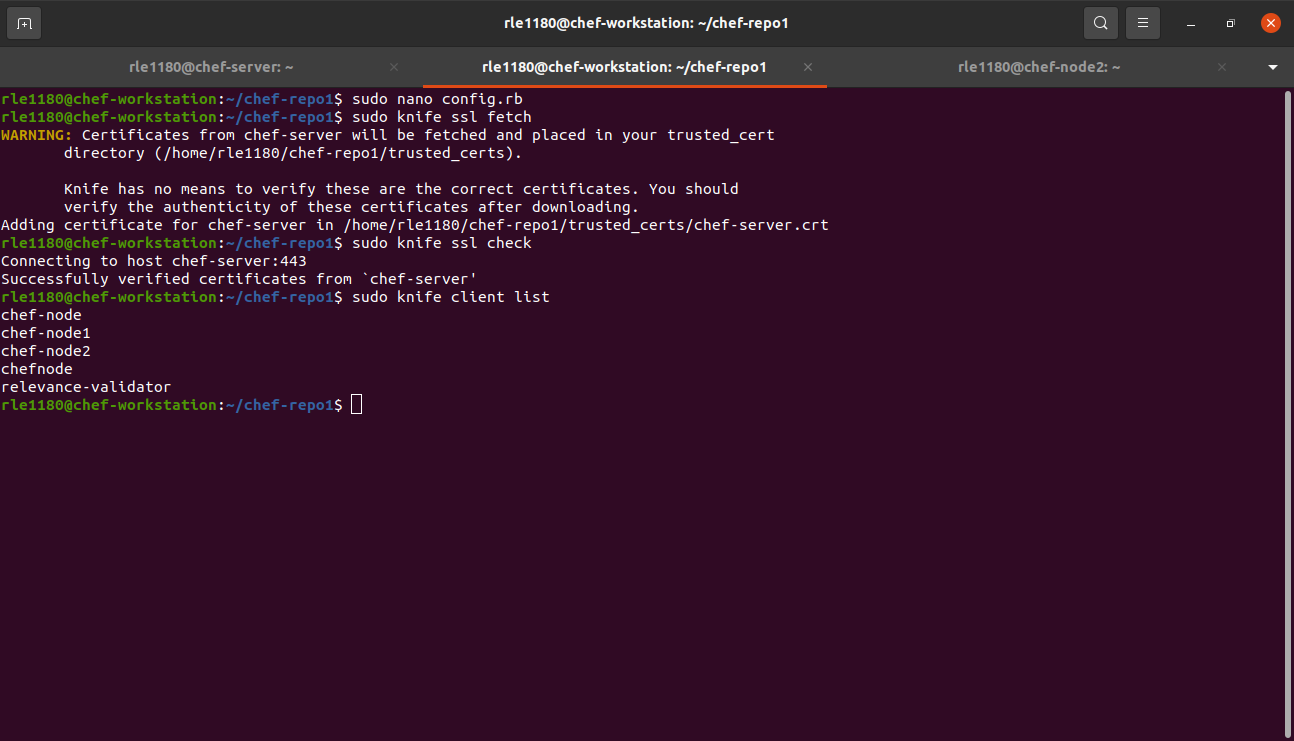 rle1180@chef-workstation: ~/chef-repo1
rle1180@chef-server: ~
rle1180@chef-workstation: ~/chef-repo1
rle1180@chef-node2: ~
rle1180@chef-workstation:~/chef-repo1$ sudo nano config.rb
rle1180@chef-workstation:~/chef-repo1$ sudo knife ssl fetch
WARNING: Certificates from chef-server will be fetched and placed in your trusted_cert
directory (/home/rle1180/chef-repo1/trusted_certs).
Knife has no means to verify these are the correct certificates. You should
verify the authenticity of these certificates after downloading.
Adding certificate for chef-server in /home/rle1180/chef-repo1/trusted_certs/chef-server.crt
rle1180@chef-workstation:~/chef-repo1$ sudo knife ssl check
Connecting to host chef-server:443
Successfully verified certificates from `chef-server'
rle1180@chef-workstation:~/chef-repo1$ sudo knife client list
chef-node
chef-node1
chef-node2
chefnode
relevance-validator
rle1180@chef-workstation:~/chef-repo1$